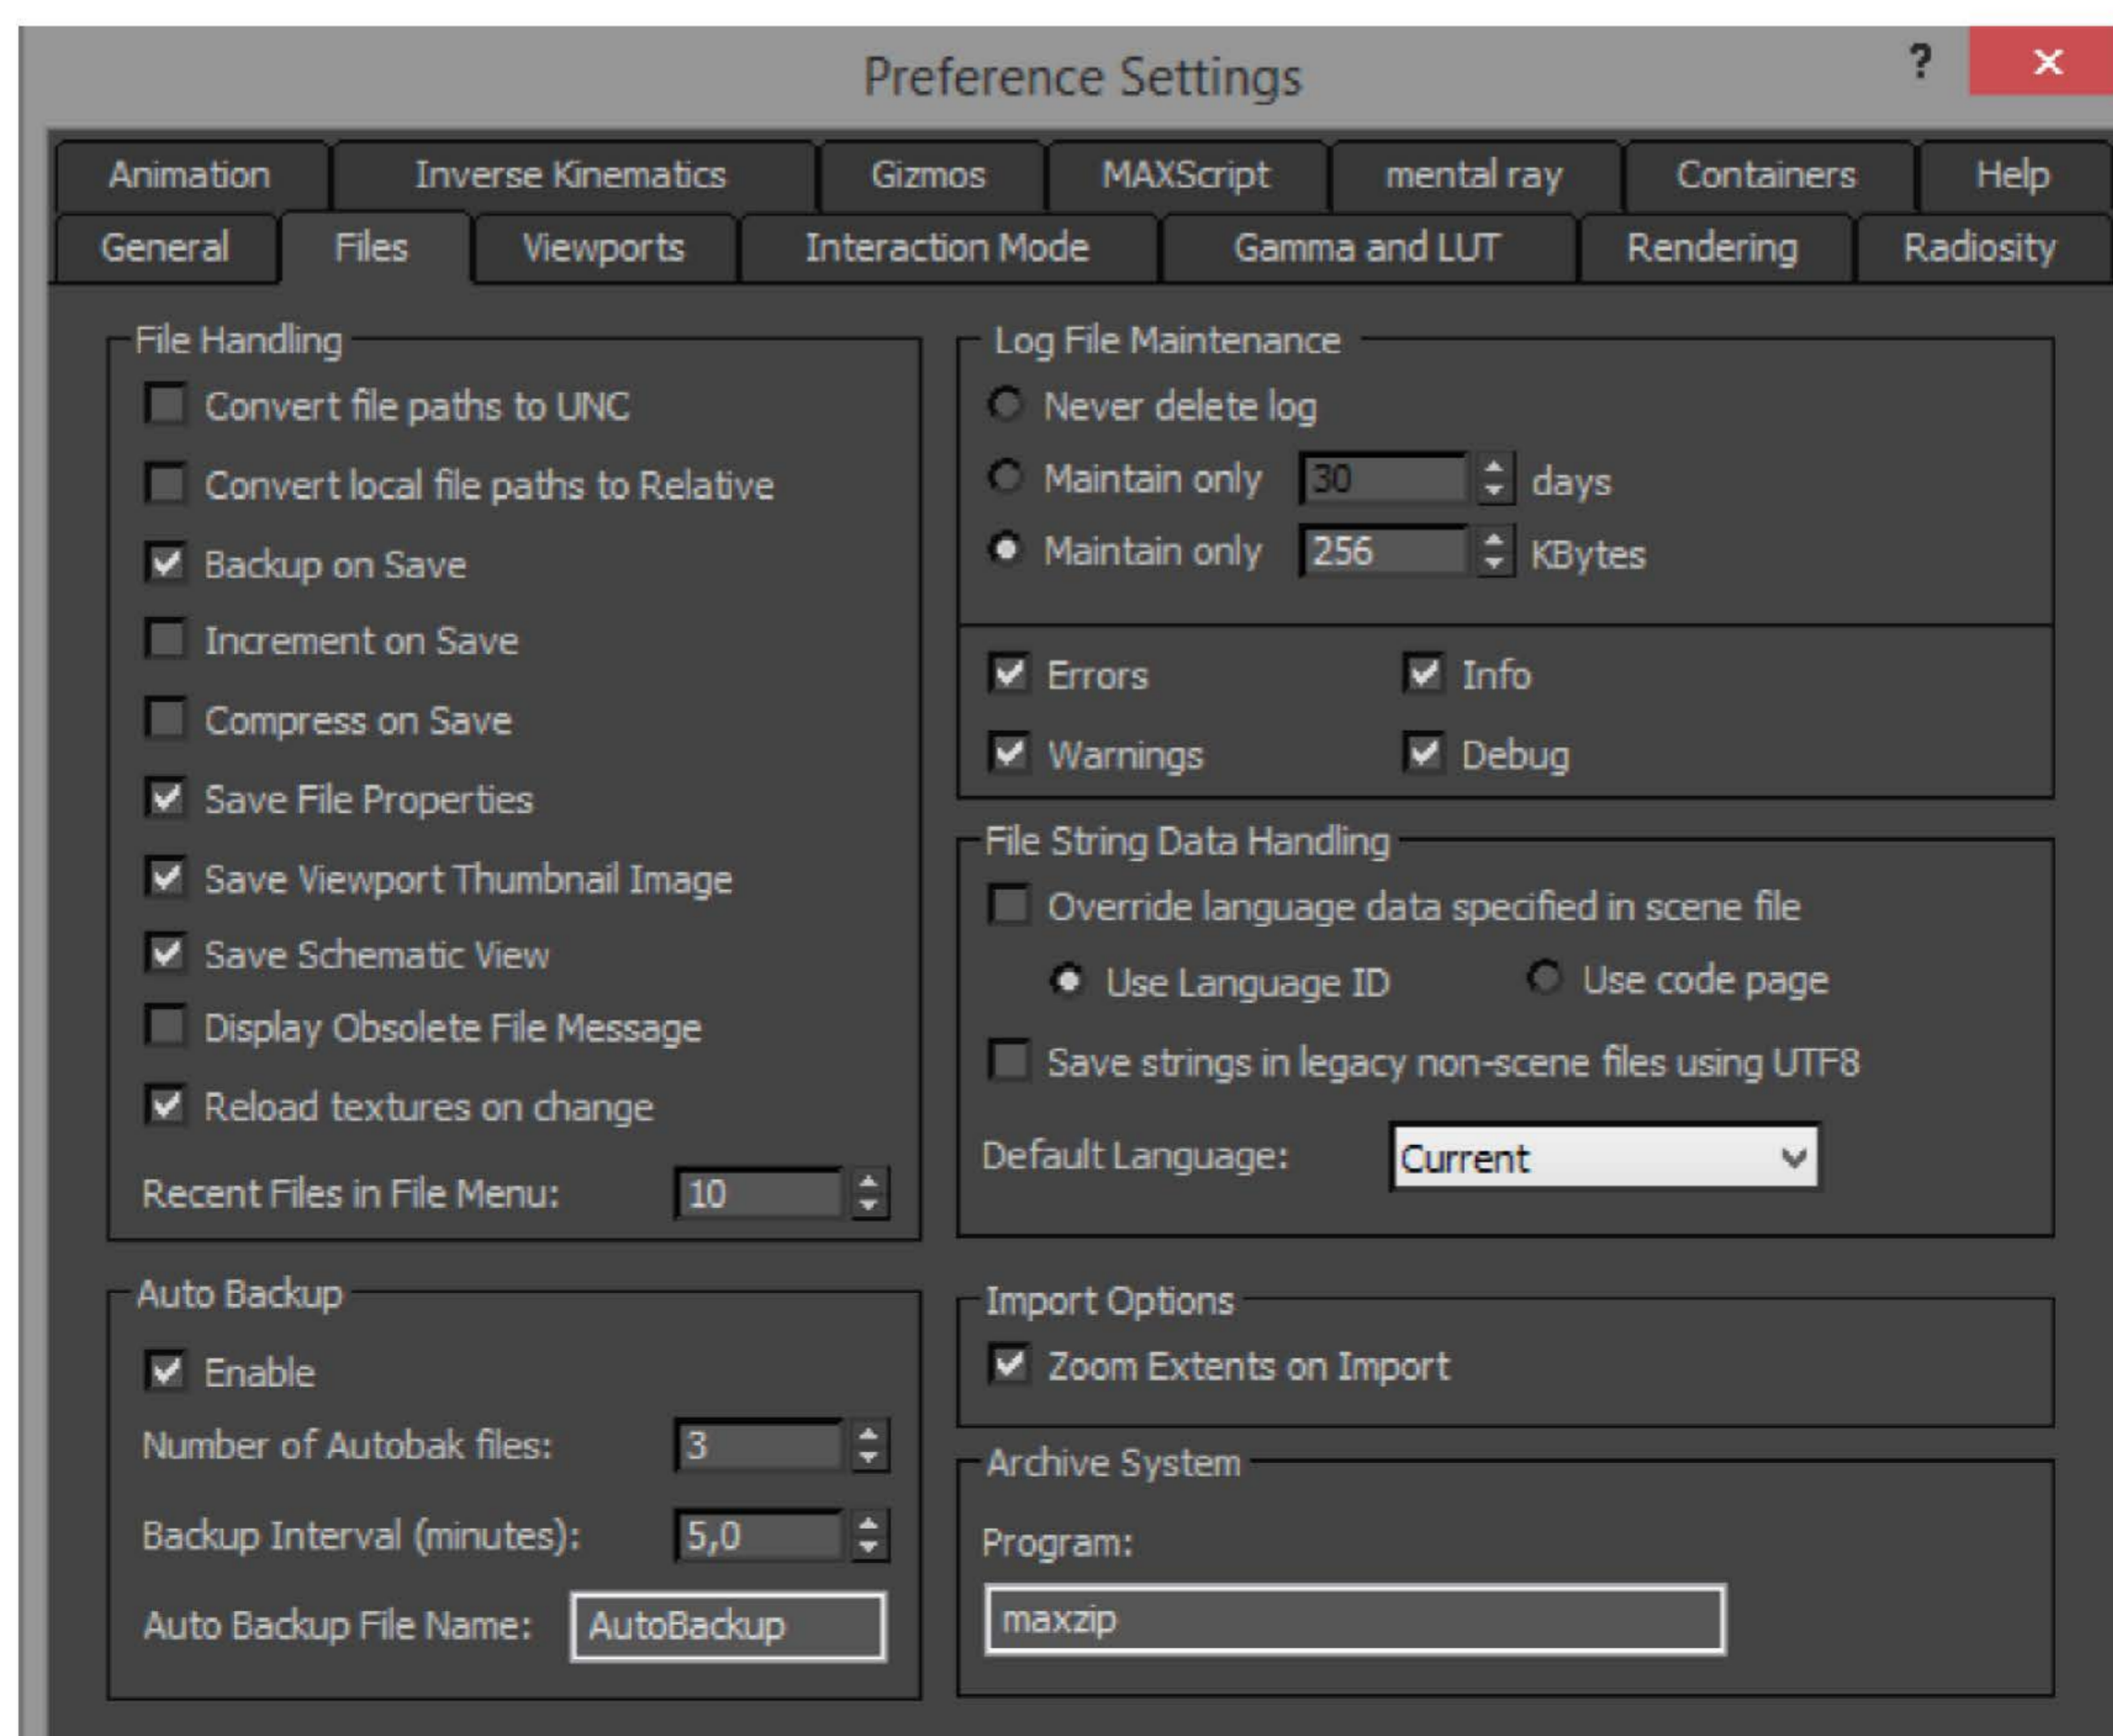 Preference Settings
?
Animation Inverse Kinematics Gizmos MAXScript mental ray Containers Help
General Files Viewports Interaction Mode Gamma and LUT Rendering Radiosity
File Handling
Convert file paths to UNC
Convert local file paths to Relative
Backup on Save
Increment on Save
Compress on Save
Save File Properties
Save Viewport Thumbnail Image
Save Schematic View
Display Obsolete File Message
Reload textures on change
Recent Files in File Menu: 10
Auto Backup
Enable
Number of Autobak files: 3
Backup Interval (minutes): 5,0
Auto Backup File Name: AutoBackup
Log File Maintenance
Never delete log
Maintain only 30 days
Maintain only 256 KBytes
Errors Info
Warnings Debug
File String Data Handling
Override language data specified in scene file
Use Language ID Use code page
Save strings in legacy non-scene files using UTF8
Default Language: Current
Import Options
Zoom Extents on Import
Archive System
Program:
maxzip